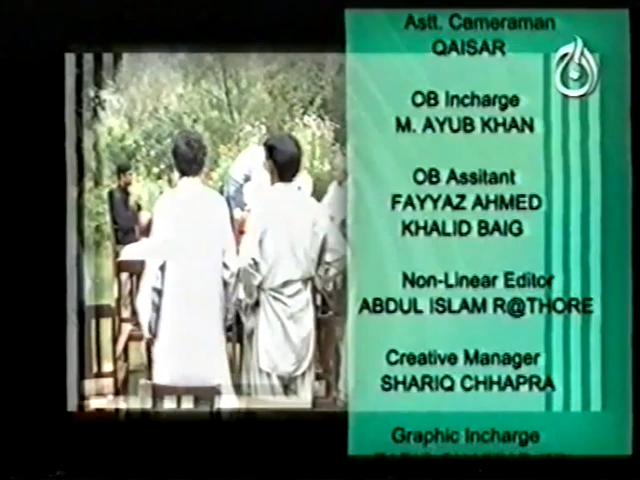 Astt. Cameraman
QAISAR
OB Incharge
M. AYUB KHAN
OB Assitant
FAYYAZ AHMED
KHALID BAIG
Non-Linear Editor
ABDUL ISLAM R@THORE
Creative Manager
SHARIQ CHHAPRA
Graphic Incharge